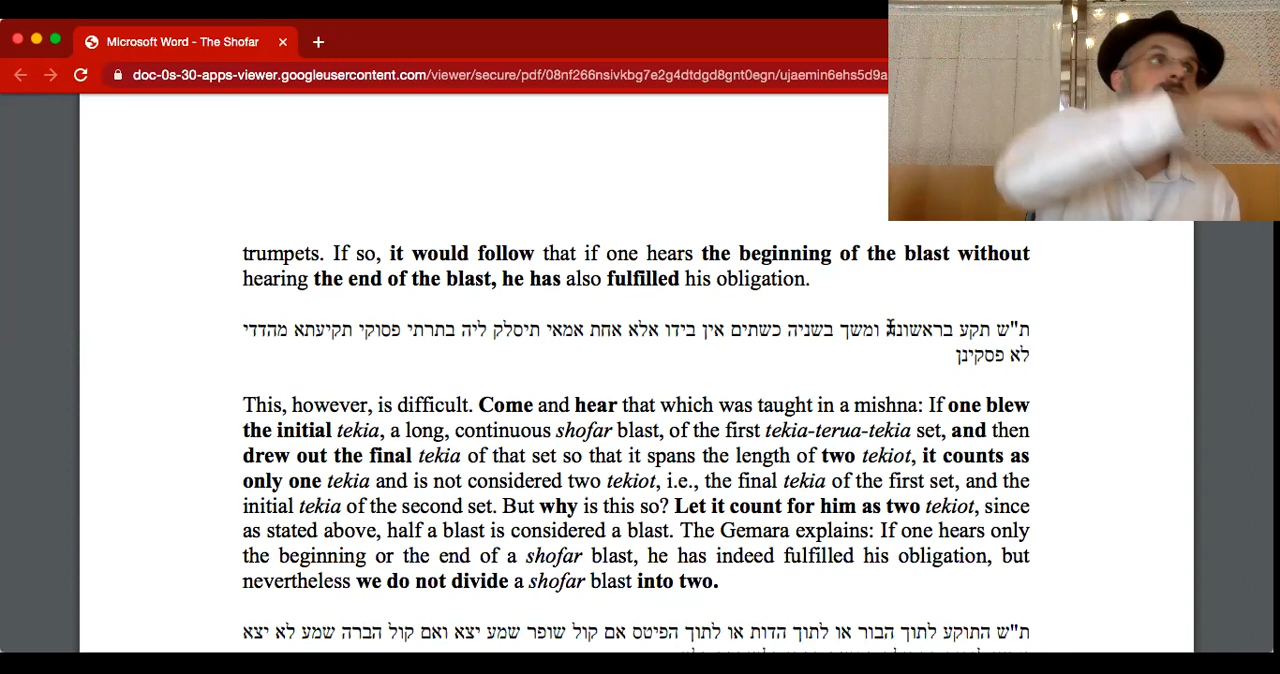 Microsoft Word - The Shofar
doc-0s-30-apps-viewer.googleusercontent.com/viewer/secure/pdf/08nf266nsivkbg7e2g4dtdgd8gnt0egn/ujaemin6ehs5d9a
trumpets. If so, it would follow that if one hears the beginning of the blast without
hearing the end of the blast, he has also fulfilled his obligation.
ת"ש תקע בראשונה ומשך בשניה כשתים אין בידו אלא אחת אמאי תיסלק ליה בתרתי פסוקי תקיעתא מהדדי
לא פסקינן
This, however, is difficult. Come and hear that which was taught in a mishna: If one blew
the initial tekia, a long, continuous shofar blast, of the first tekia-terua-tekia set, and then
drew out the final tekia of that set so that it spans the length of two tekiot, it counts as
only one tekia and is not considered two tekiot, i.e., the final tekia of the first set, and the
initial tekia of the second set. But why is this so? Let it count for him as two tekiot, since
as stated above, half a blast is considered a blast. The Gemara explains: If one hears only
the beginning or the end of a shofar blast, he has indeed fulfilled his obligation, but
nevertheless we do not divide a shofar blast into two.
ת"ש התוקע לתוך הבור או לתוך הדות או לתוך הפיטס אם קול שופר שמע יצא ואם קול הברה שמע לא יצא